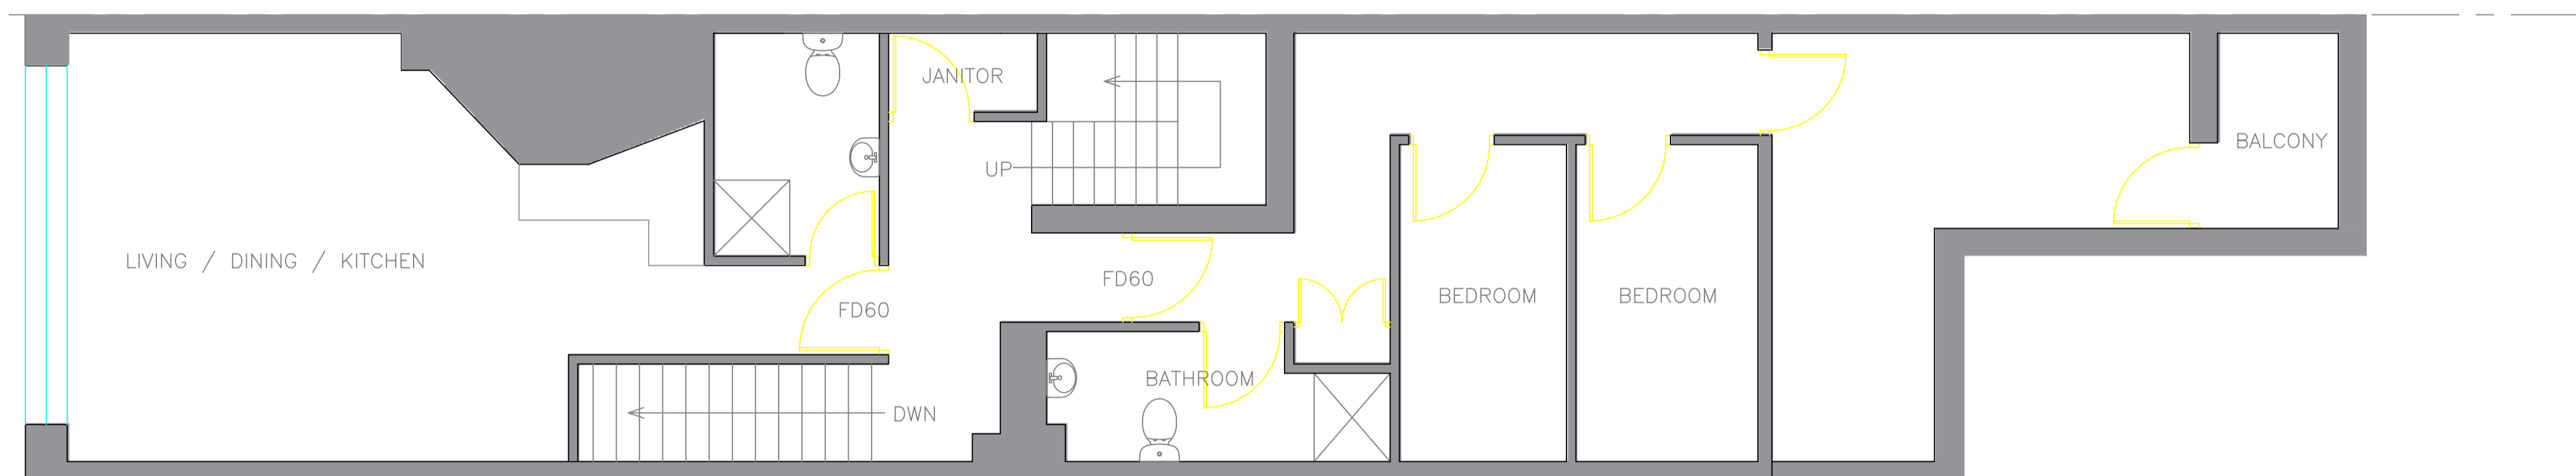 JANITOR
BALCONY
UP
LIVING / DINING / KITCHEN
FD60
FD60
BEDROOM
BEDROOM
BATHROOM
DWN